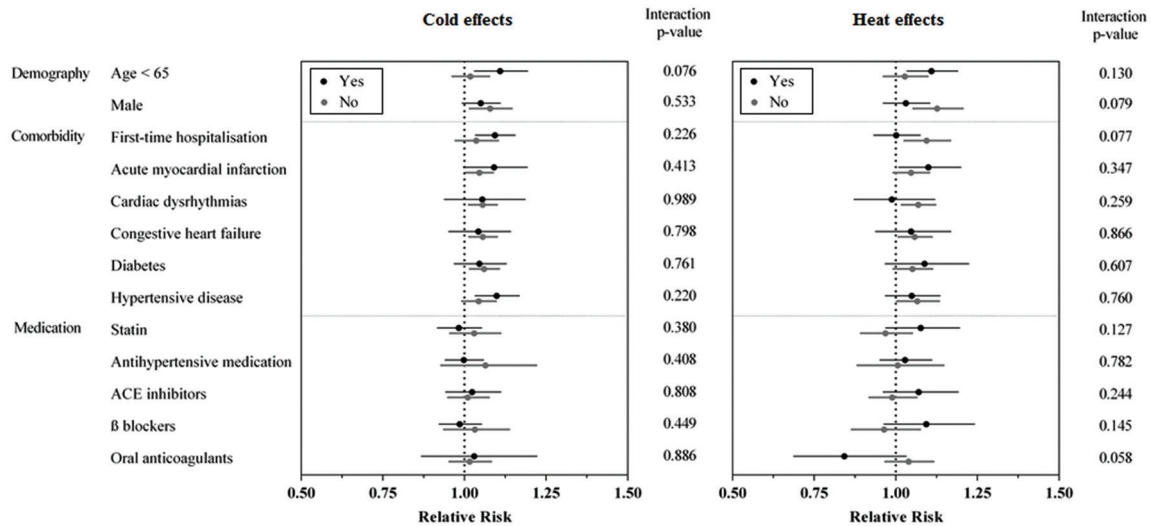 Cold effects Interaction p-value Heat effects Interaction p-value
Yes Yes
No No
Demography Age < 65 0.076 0.130
Male 0.533 0.079
Comorbidity First-time hospitalisation 0.226 0.077
Acute myocardial infarction 0.413 0.347
Cardiac dysrhythmias 0.989 0.259
Congestive heart failure 0.798 0.866
Diabetes 0.761 0.607
Hypertensive disease 0.220 0.760
Medication Statin 0.380 0.127
Antihypertensive medication 0.408 0.782
ACE inhibitors 0.808 0.244
ß blockers 0.449 0.145
Oral anticoagulants 0.886 0.058
0.50 0.75 1.00 1.25 1.50 0.50 0.75 1.00 1.25 1.50
Relative Risk Relative Risk